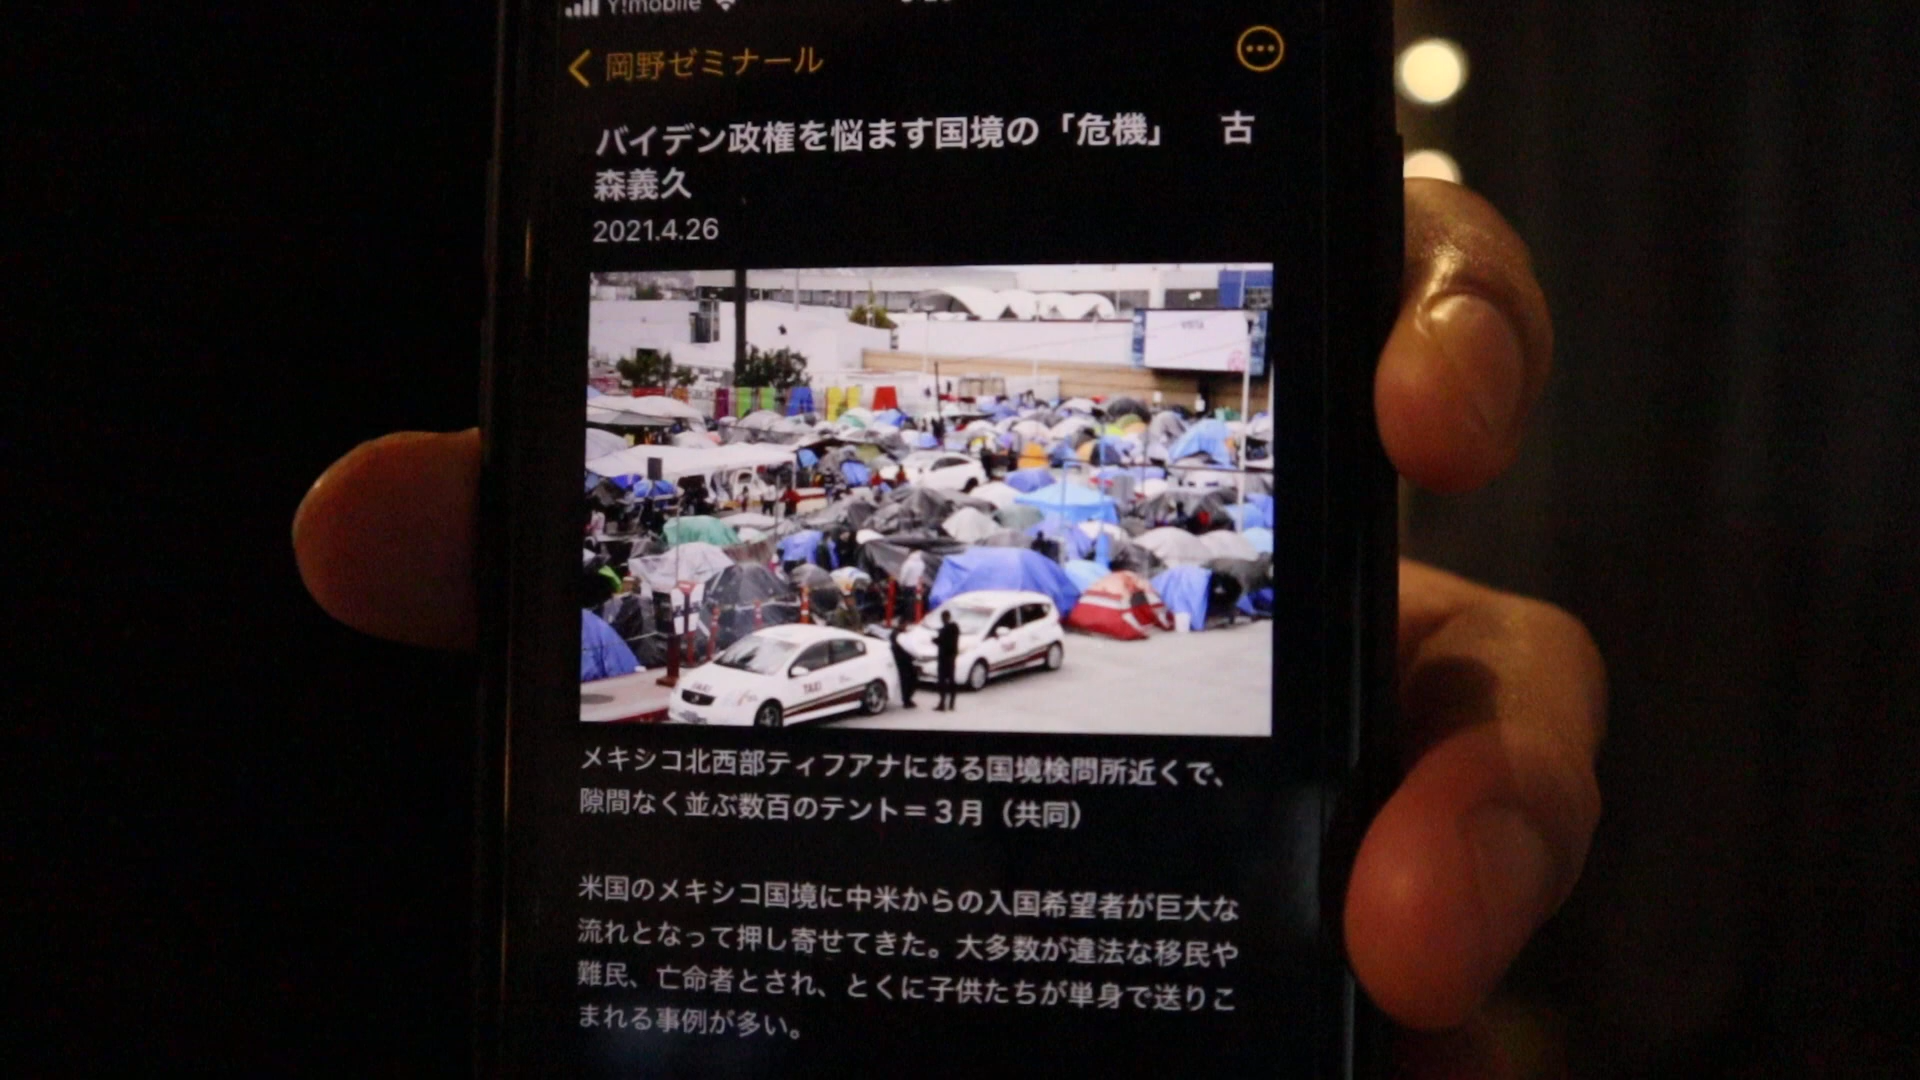 Y!mobile
岡野ゼミナール
バイデン政権を悩ます国境の「危機」 古
森義久
2021.4.26
TAXI
TAXI
メキシコ北西部ティフアナにある国境検問所近くで、
隙間なく並ぶ数百のテント＝３月（共同）
米国のメキシコ国境に中米からの入国希望者が巨大な
流れとなって押し寄せてきた。大多数が違法な移民や
難民、亡命者とされ、とくに子供たちが単身で送りこ
まれる事例が多い。